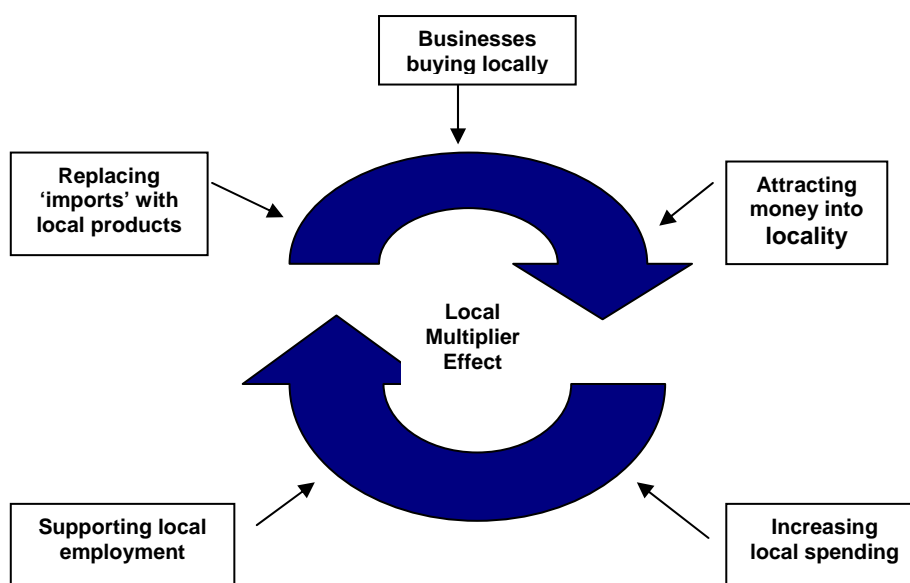 Businesses
buying locally
Replacing
‘imports’ with
local products
Attracting
money into
locality
Local
Multiplier
Effect
Supporting local
employment
Increasing
local spending